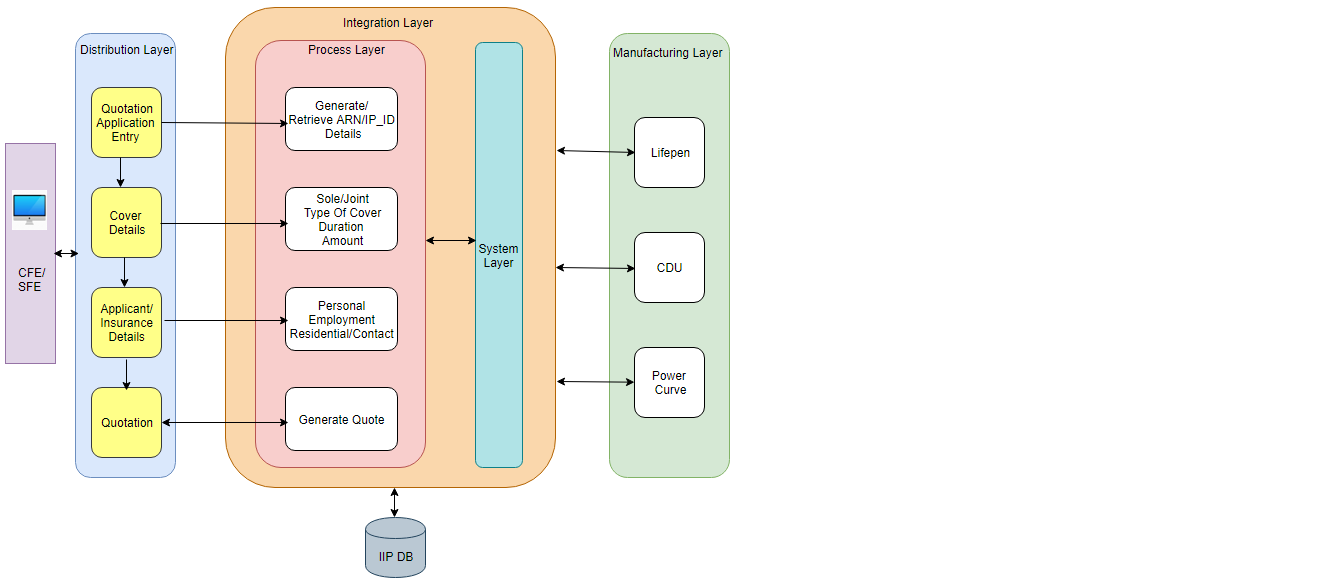 Integration Layer
Distribution Layer
Process Layer
Manufacturing Layer
Quotation
Application
Entry
Generate/
Retrieve ARN/IP_ID
Details
Lifepen
Cover
Details
Sole/Joint
Type Of Cover
Duration
Amount
System
Layer
CDU
CFE/
SFE
Applicant/
Insurance
Details
Personal
Employment
Residential/Contact
Power
Curve
Quotation
Generate Quote
IIP DB